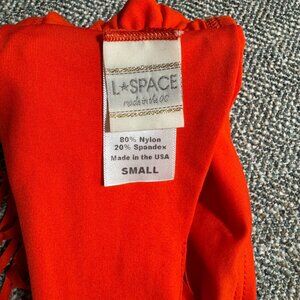 L★SPACE
made in the OC
80% Nylon
20% Spandex
Made in the USA
SMALL